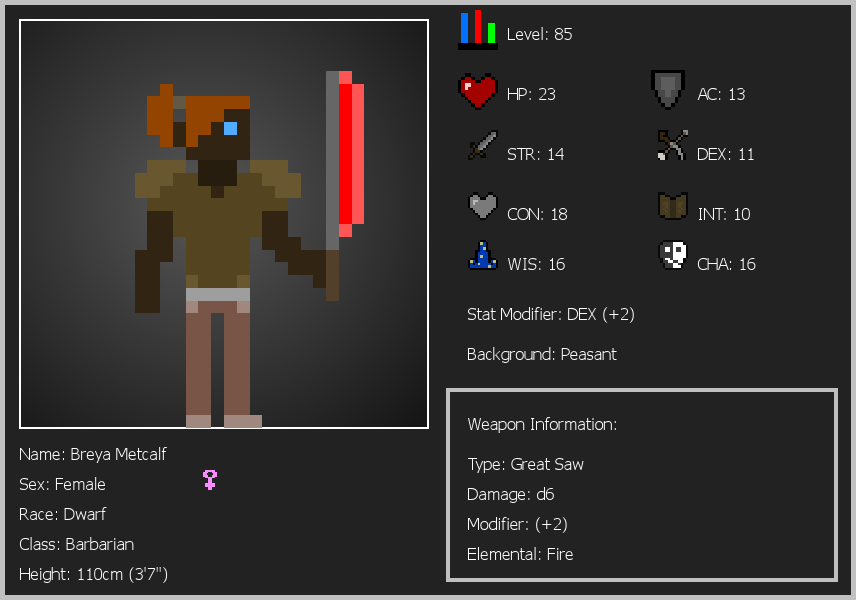 Level: 85
HP: 23
AC: 13
STR: 14
DEX: 11
CON: 18
INT: 10
WIS: 16
CHA: 16
Stat Modifier: DEX (+2)
Background: Peasant
Weapon Information:
Type: Great Saw
Damage: d6
Modifier: (+2)
Elemental: Fire
Name: Breya Metcalf
Sex: Female
Race: Dwarf
Class: Barbarian
Height: 110cm (3'7")